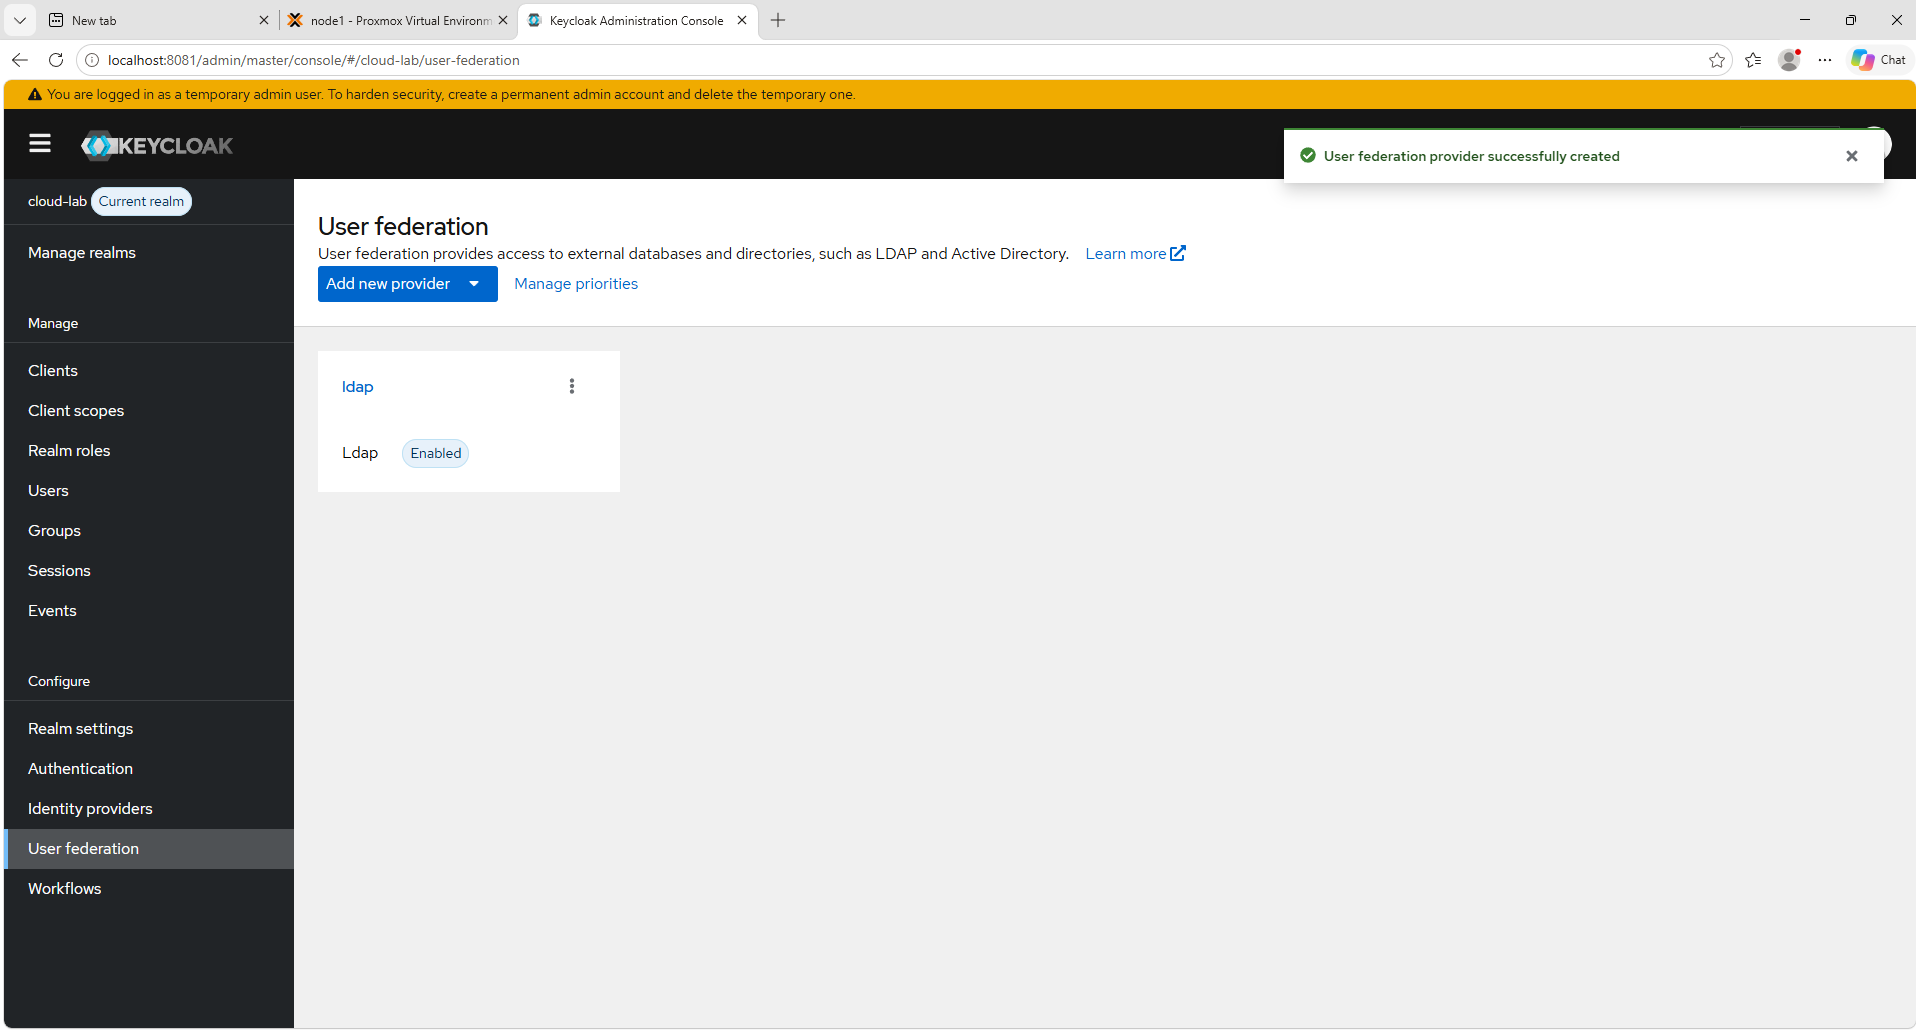 New tab
node1 - Proxmox Virtual Environm
Keycloak Administration Console
localhost:8081/admin/master/console/#/cloud-lab/user-federation
Chat
You are logged in as a temporary admin user. To harden security, create a permanent admin account and delete the temporary one.
KEYCLOAK
User federation provider successfully created
cloud-lab Current realm
Manage realms
Manage
Clients
Client scopes
Realm roles
Users
Groups
Sessions
Events
Configure
Realm settings
Authentication
Identity providers
User federation
Workflows
User federation
User federation provides access to external databases and directories, such as LDAP and Active Directory. Learn more
Add new provider Manage priorities
ldap
Ldap Enabled